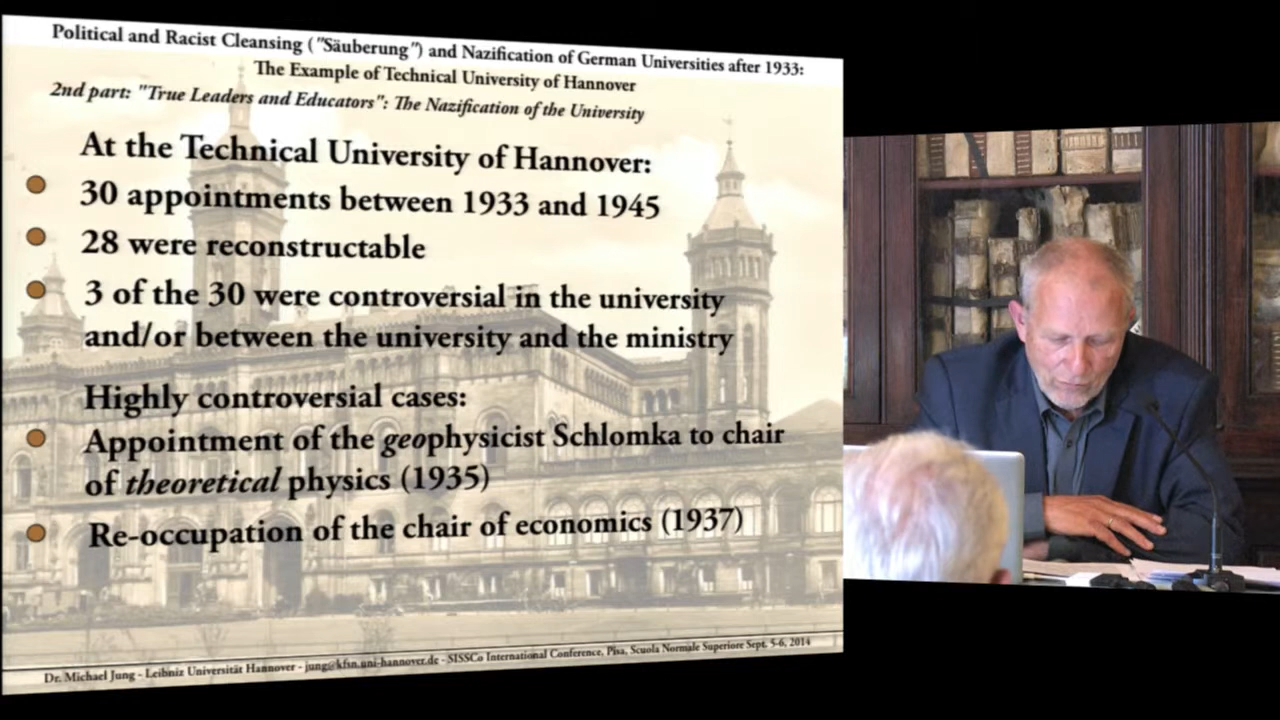 Political and Racist Cleansing ("Säuberung") and Nazification of German Universities after 1933:
The Example of Technical University of Hannover
2nd part: "True Leaders and Educators": The Nazification of the University
At the Technical University of Hannover:
30 appointments between 1933 and 1945
28 were reconstructable
3 of the 30 were controversial in the university
and/or between the university and the ministry
Highly controversial cases:
Appointment of the geophysicist Schlomka to chair
of theoretical physics (1935)
Re-occupation of the chair of economics (1937)
Dr. Michael Jung - Leibniz Universität Hannover - jung@kfsn.uni-hannover.de - SISSCo International Conference, Pisa, Scuola Normale Superiore Sept. 5-6, 2014